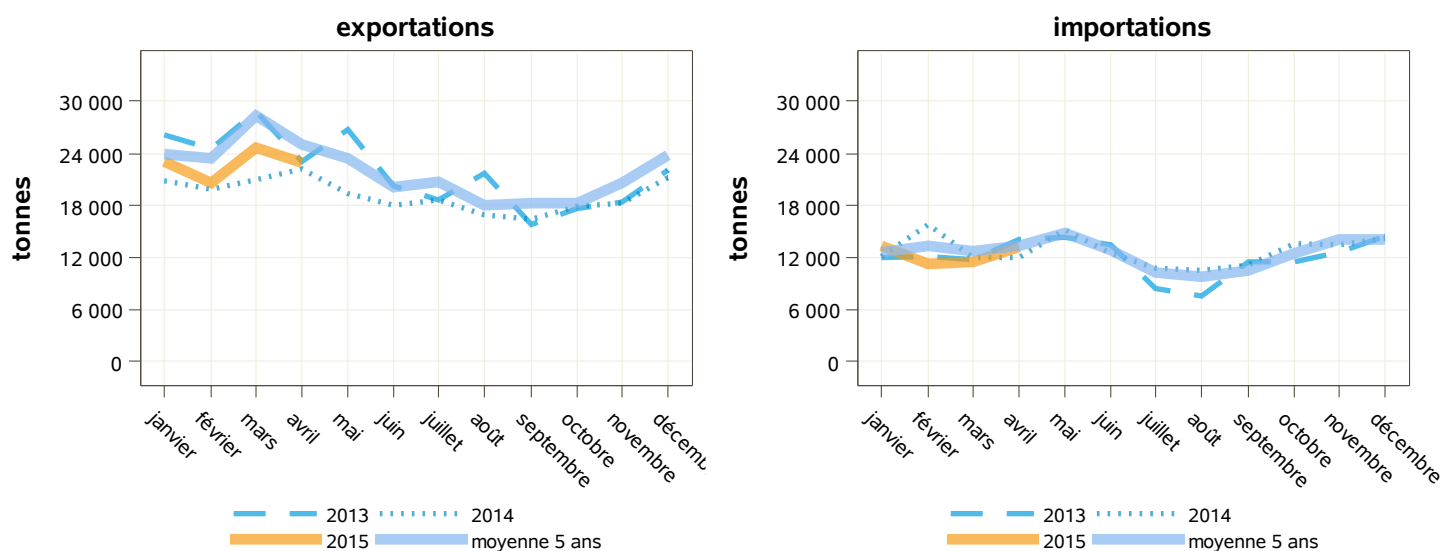 exportations
tonnes
30 000
24 000
18 000
12 000
6 000
0
janvier
février
mars
avril
mai
juin
juillet
août
septembre
octobre
novembre
décemb
2013
2014
2015
moyenne 5 ans
importations
tonnes
30 000
24 000
18 000
12 000
6 000
0
janvier
février
mars
avril
mai
juin
juillet
août
septembre
octobre
novembre
décembre
2013
2014
2015
moyenne 5 ans